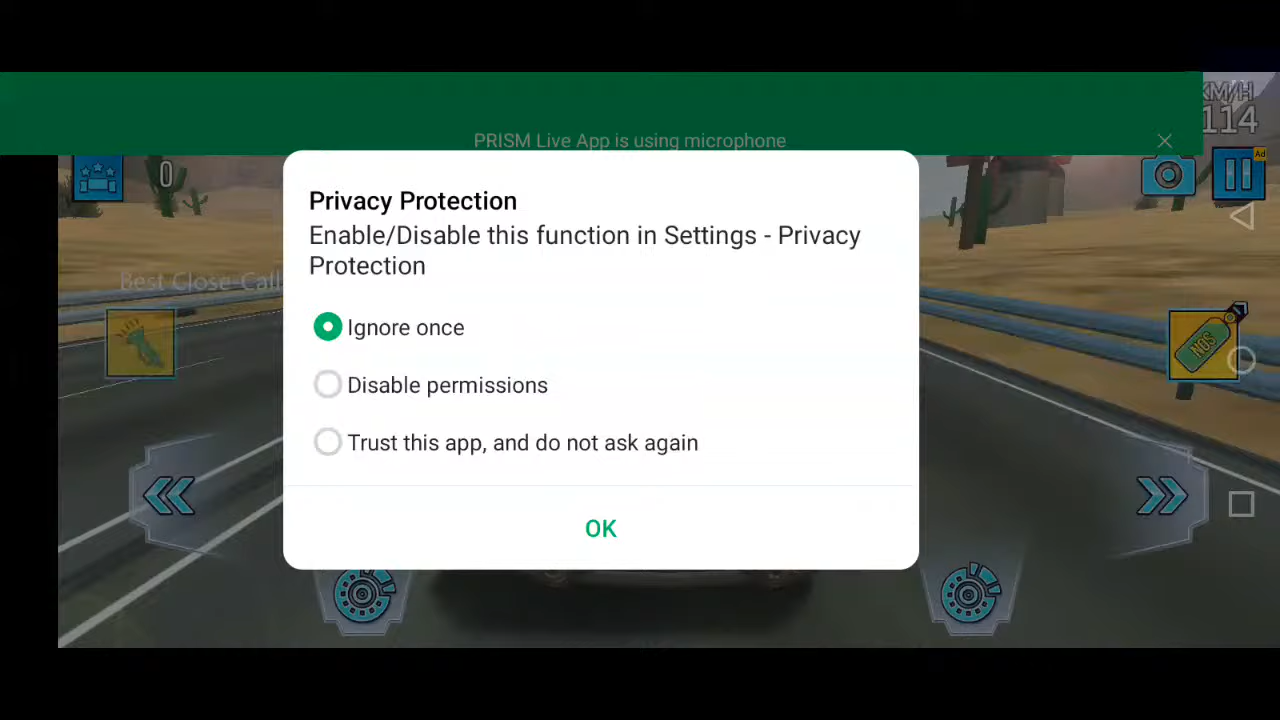 KM/H
114
PRISM Live App is using microphone
Ad
0
Privacy Protection
Enable/Disable this function in Settings - Privacy
Protection
Best Close Call
Ignore once
NOS
Disable permissions
Trust this app, and do not ask again
OK